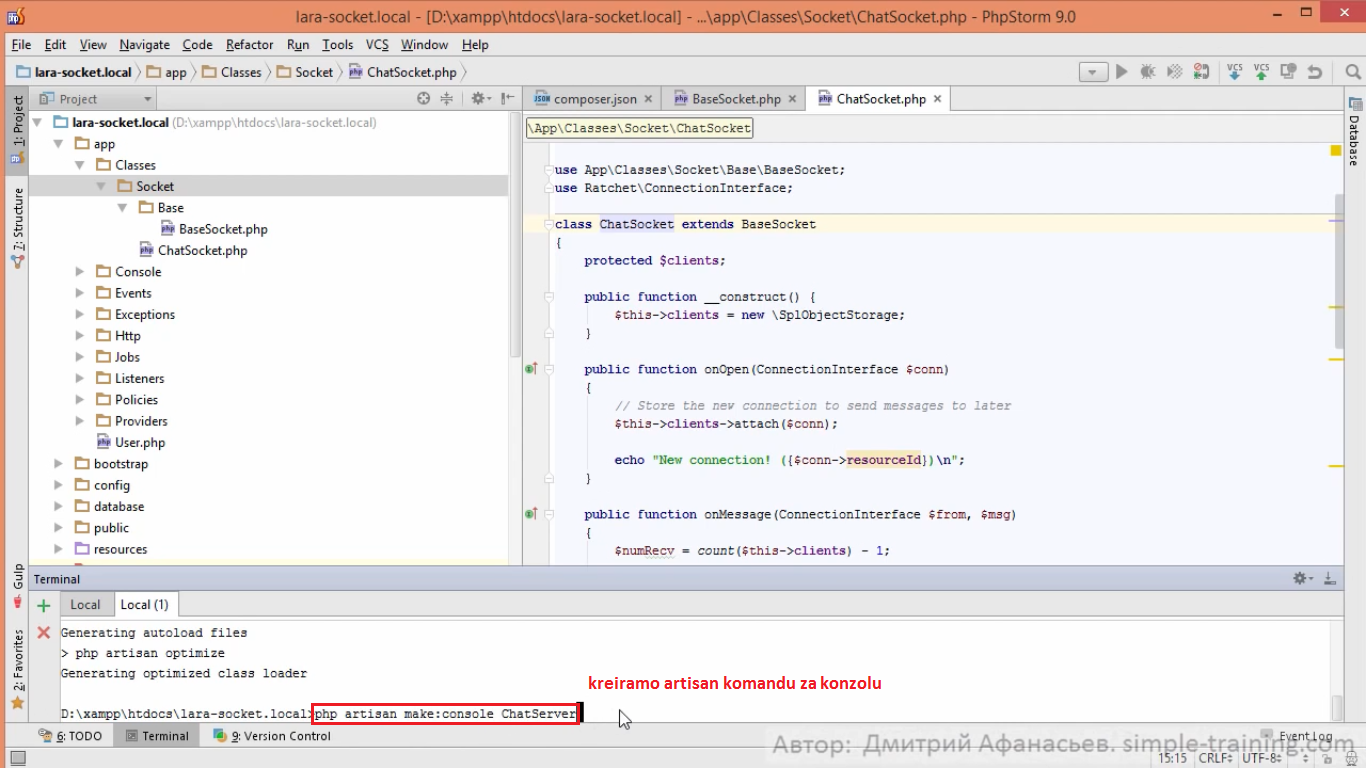 lara-socket.local - [D:\xampp\htdocs\lara-socket.local] - ...\app\Classes\Socket\ChatSocket.php - PhpStorm 9.0
File Edit View Navigate Code Refactor Run Tools VCS Window Help
lara-socket.local app Classes Socket ChatSocket.php
VCS VCS
1: Project
7: Structure
Gulp
2: Favorites
Project
lara-socket.local (D:\xampp\htdocs\lara-socket.local)
app
Classes
Socket
Base
BaseSocket.php
ChatSocket.php
Console
Events
Exceptions
Http
Jobs
Listeners
Policies
Providers
User.php
bootstrap
config
database
public
resources
composer.json BaseSocket.php ChatSocket.php
\App\Classes\Socket\ChatSocket
use App\Classes\Socket\Base\BaseSocket;
use Ratchet\ConnectionInterface;
class ChatSocket extends BaseSocket
{
protected $clients;
public function __construct() {
$this->clients = new \SplObjectStorage;
}
public function onOpen(ConnectionInterface $conn)
{
// Store the new connection to send messages to later
$this->clients->attach($conn);
echo "New connection! ({$conn->resourceId})\n";
}
public function onMessage(ConnectionInterface $from, $msg)
{
$numRecv = count($this->clients) - 1;
Database
Terminal
Local Local (1)
Generating autoload files
> php artisan optimize
Generating optimized class loader
kreiramo artisan komandu za konzolu
D:\xampp\htdocs\lara-socket.local>php artisan make:console ChatServer
6: TODO Terminal 9: Version Control Event Log
Автор: Дмитрий Афанасьев. simple-training.com
15:15 CRLF UTF-8